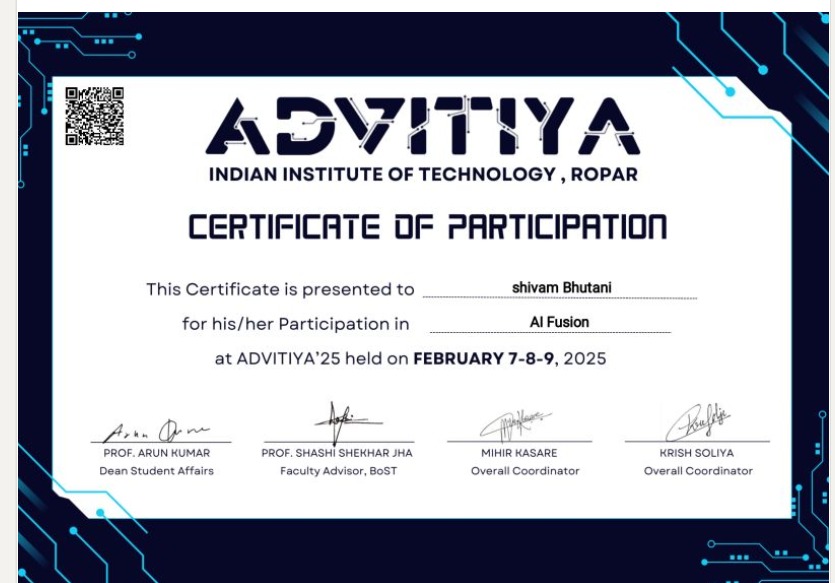 ADVITIYA
INDIAN INSTITUTE OF TECHNOLOGY , ROPAR
CERTIFICATE OF PARTICIPATION
This Certificate is presented to shivam Bhutani
for his/her Participation in AI Fusion
at ADVITIYA'25 held on FEBRUARY 7-8-9, 2025
PROF. ARUN KUMAR
Dean Student Affairs
PROF. SHASHI SHEKHAR JHA
Faculty Advisor, BoST
MIHIR KASARE
Overall Coordinator
KRISH SOLIYA
Overall Coordinator